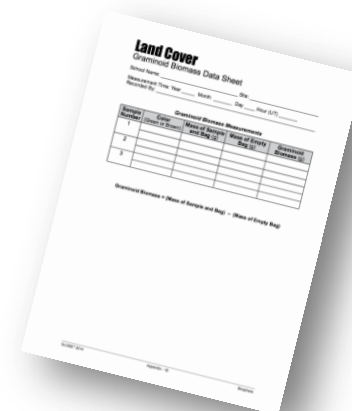 Land Cover
Graminoid Biomass Data Sheet
School Name: Site:
Measurement Time: Year Month Day Hour (UT)
Recorded By:
Graminoid Biomass Measurements
Sample Number Color (Green or Brown) Mass of Sample and Bag (g) Mass of Empty Bag (g) Graminoid Biomass (g)
1
2
3
Graminoid Biomass = (Mass of Sample and Bag) – (Mass of Empty Bag)
Appendix